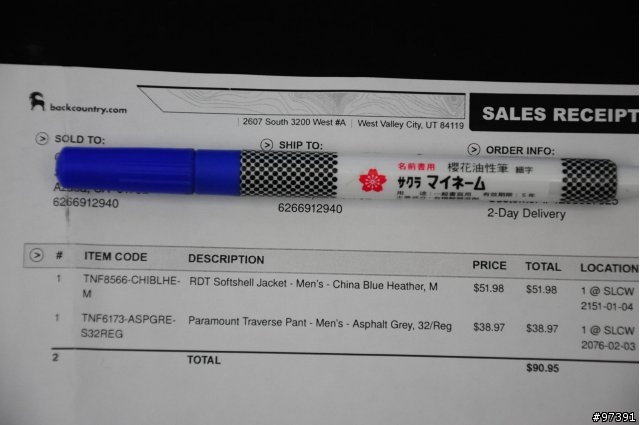 backcountry.com
2607 South 3200 West #A | West Valley City, UT 84119
SALES RECEIPT
SOLD TO:
SHIP TO:
ORDER INFO:
名前書用 櫻花油性筆 細字
サクラ マイネーム
6266912940
6266912940
2-Day Delivery
# ITEM CODE DESCRIPTION PRICE TOTAL LOCATION
1 TNF8566-CHIBLHE-M RDT Softshell Jacket - Men's - China Blue Heather, M $51.98 $51.98 1 @ SLCW
2151-01-04
1 TNF6173-ASPGRE-S32REG Paramount Traverse Pant - Men's - Asphalt Grey, 32/Reg $38.97 $38.97 1 @ SLCW
2076-02-03
2 TOTAL $90.95
#97391